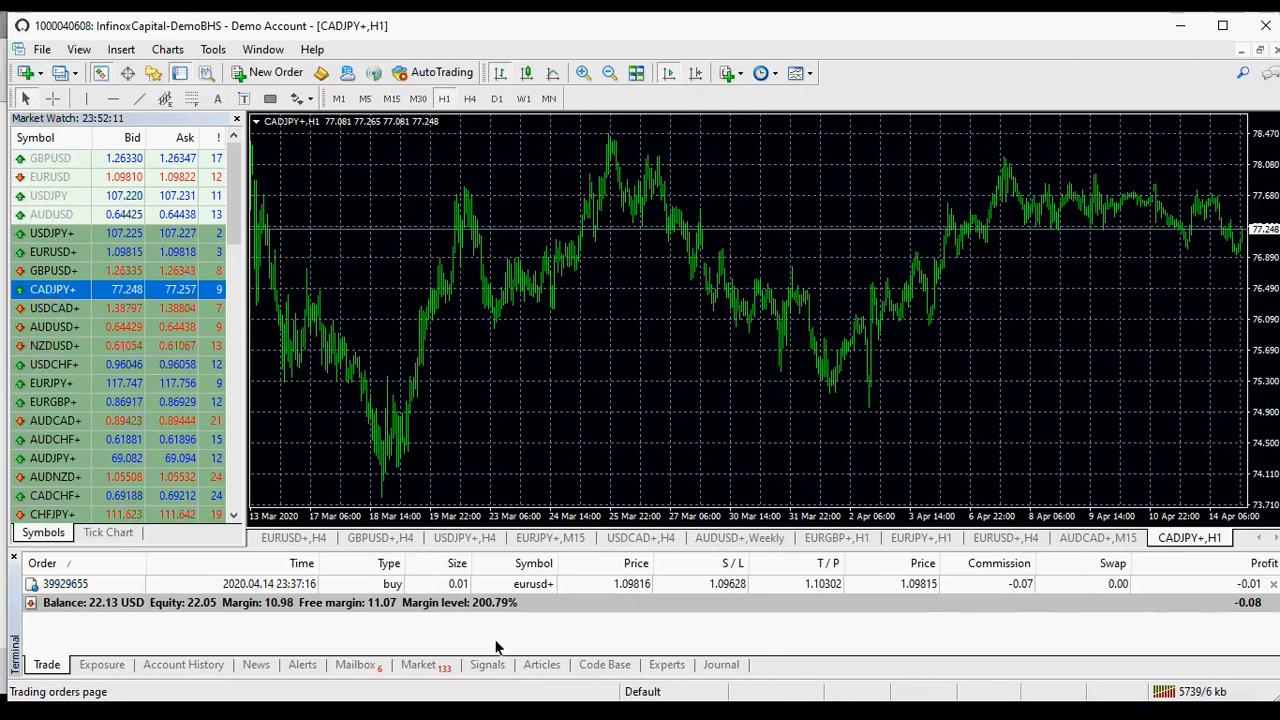 1000040608: InfinoxCapital-DemoBHS - Demo Account - [CADJPY+,H1]
File View Insert Charts Tools Window Help
New Order AutoTrading
A T M1 M5 M15 M30 H1 H4 D1 W1 MN
Market Watch: 23:52:11
Symbol Bid Ask !
GBPUSD 1.26330 1.26347 17
EURUSD 1.09810 1.09822 12
USDJPY 107.220 107.231 11
AUDUSD 0.64425 0.64438 13
USDJPY+ 107.225 107.227 2
EURUSD+ 1.09815 1.09818 3
GBPUSD+ 1.26335 1.26343 8
CADJPY+ 77.248 77.257 9
USDCAD+ 1.38797 1.38804 7
AUDUSD+ 0.64429 0.64438 9
NZDUSD+ 0.61054 0.61067 13
USDCHF+ 0.96046 0.96058 12
EURJPY+ 117.747 117.756 9
EURGBP+ 0.86917 0.86929 12
AUDCAD+ 0.89423 0.89444 21
AUDCHF+ 0.61881 0.61896 15
AUDJPY+ 69.082 69.094 12
AUDNZD+ 1.05508 1.05532 24
CADCHF+ 0.69188 0.69212 24
CHFJPY+ 111.623 111.642 19
Symbols Tick Chart
CADJPY+,H1 77.081 77.265 77.081 77.248
78.470
78.080
77.680
77.248
76.890
76.490
76.090
75.690
75.300
74.900
74.510
74.110
73.710
13 Mar 2020 17 Mar 06:00 18 Mar 14:00 19 Mar 22:00 23 Mar 06:00 24 Mar 14:00 25 Mar 22:00 27 Mar 06:00 30 Mar 14:00 31 Mar 22:00 2 Apr 06:00 3 Apr 14:00 6 Apr 22:00 8 Apr 06:00 9 Apr 14:00 10 Apr 22:00 14 Apr 06:00
EURUSD+,H4 GBPUSD+,H4 USDJPY+,H4 EURJPY+,M15 USDCAD+,H4 AUDUSD+,Weekly EURGBP+,H1 EURJPY+,H1 EURUSD+,H4 AUDCAD+,M15 CADJPY+,H1
Order / Time Type Size Symbol Price S / L T / P Price Commission Swap Profit
39929655 2020.04.14 23:37:16 buy 0.01 eurusd+ 1.09816 1.09628 1.10302 1.09815 -0.07 0.00 -0.01
Balance: 22.13 USD Equity: 22.05 Margin: 10.98 Free margin: 11.07 Margin level: 200.79% -0.08
Terminal
Trade Exposure Account History News Alerts Mailbox 6 Market 133 Signals Articles Code Base Experts Journal
Trading orders page Default 5739/6 kb